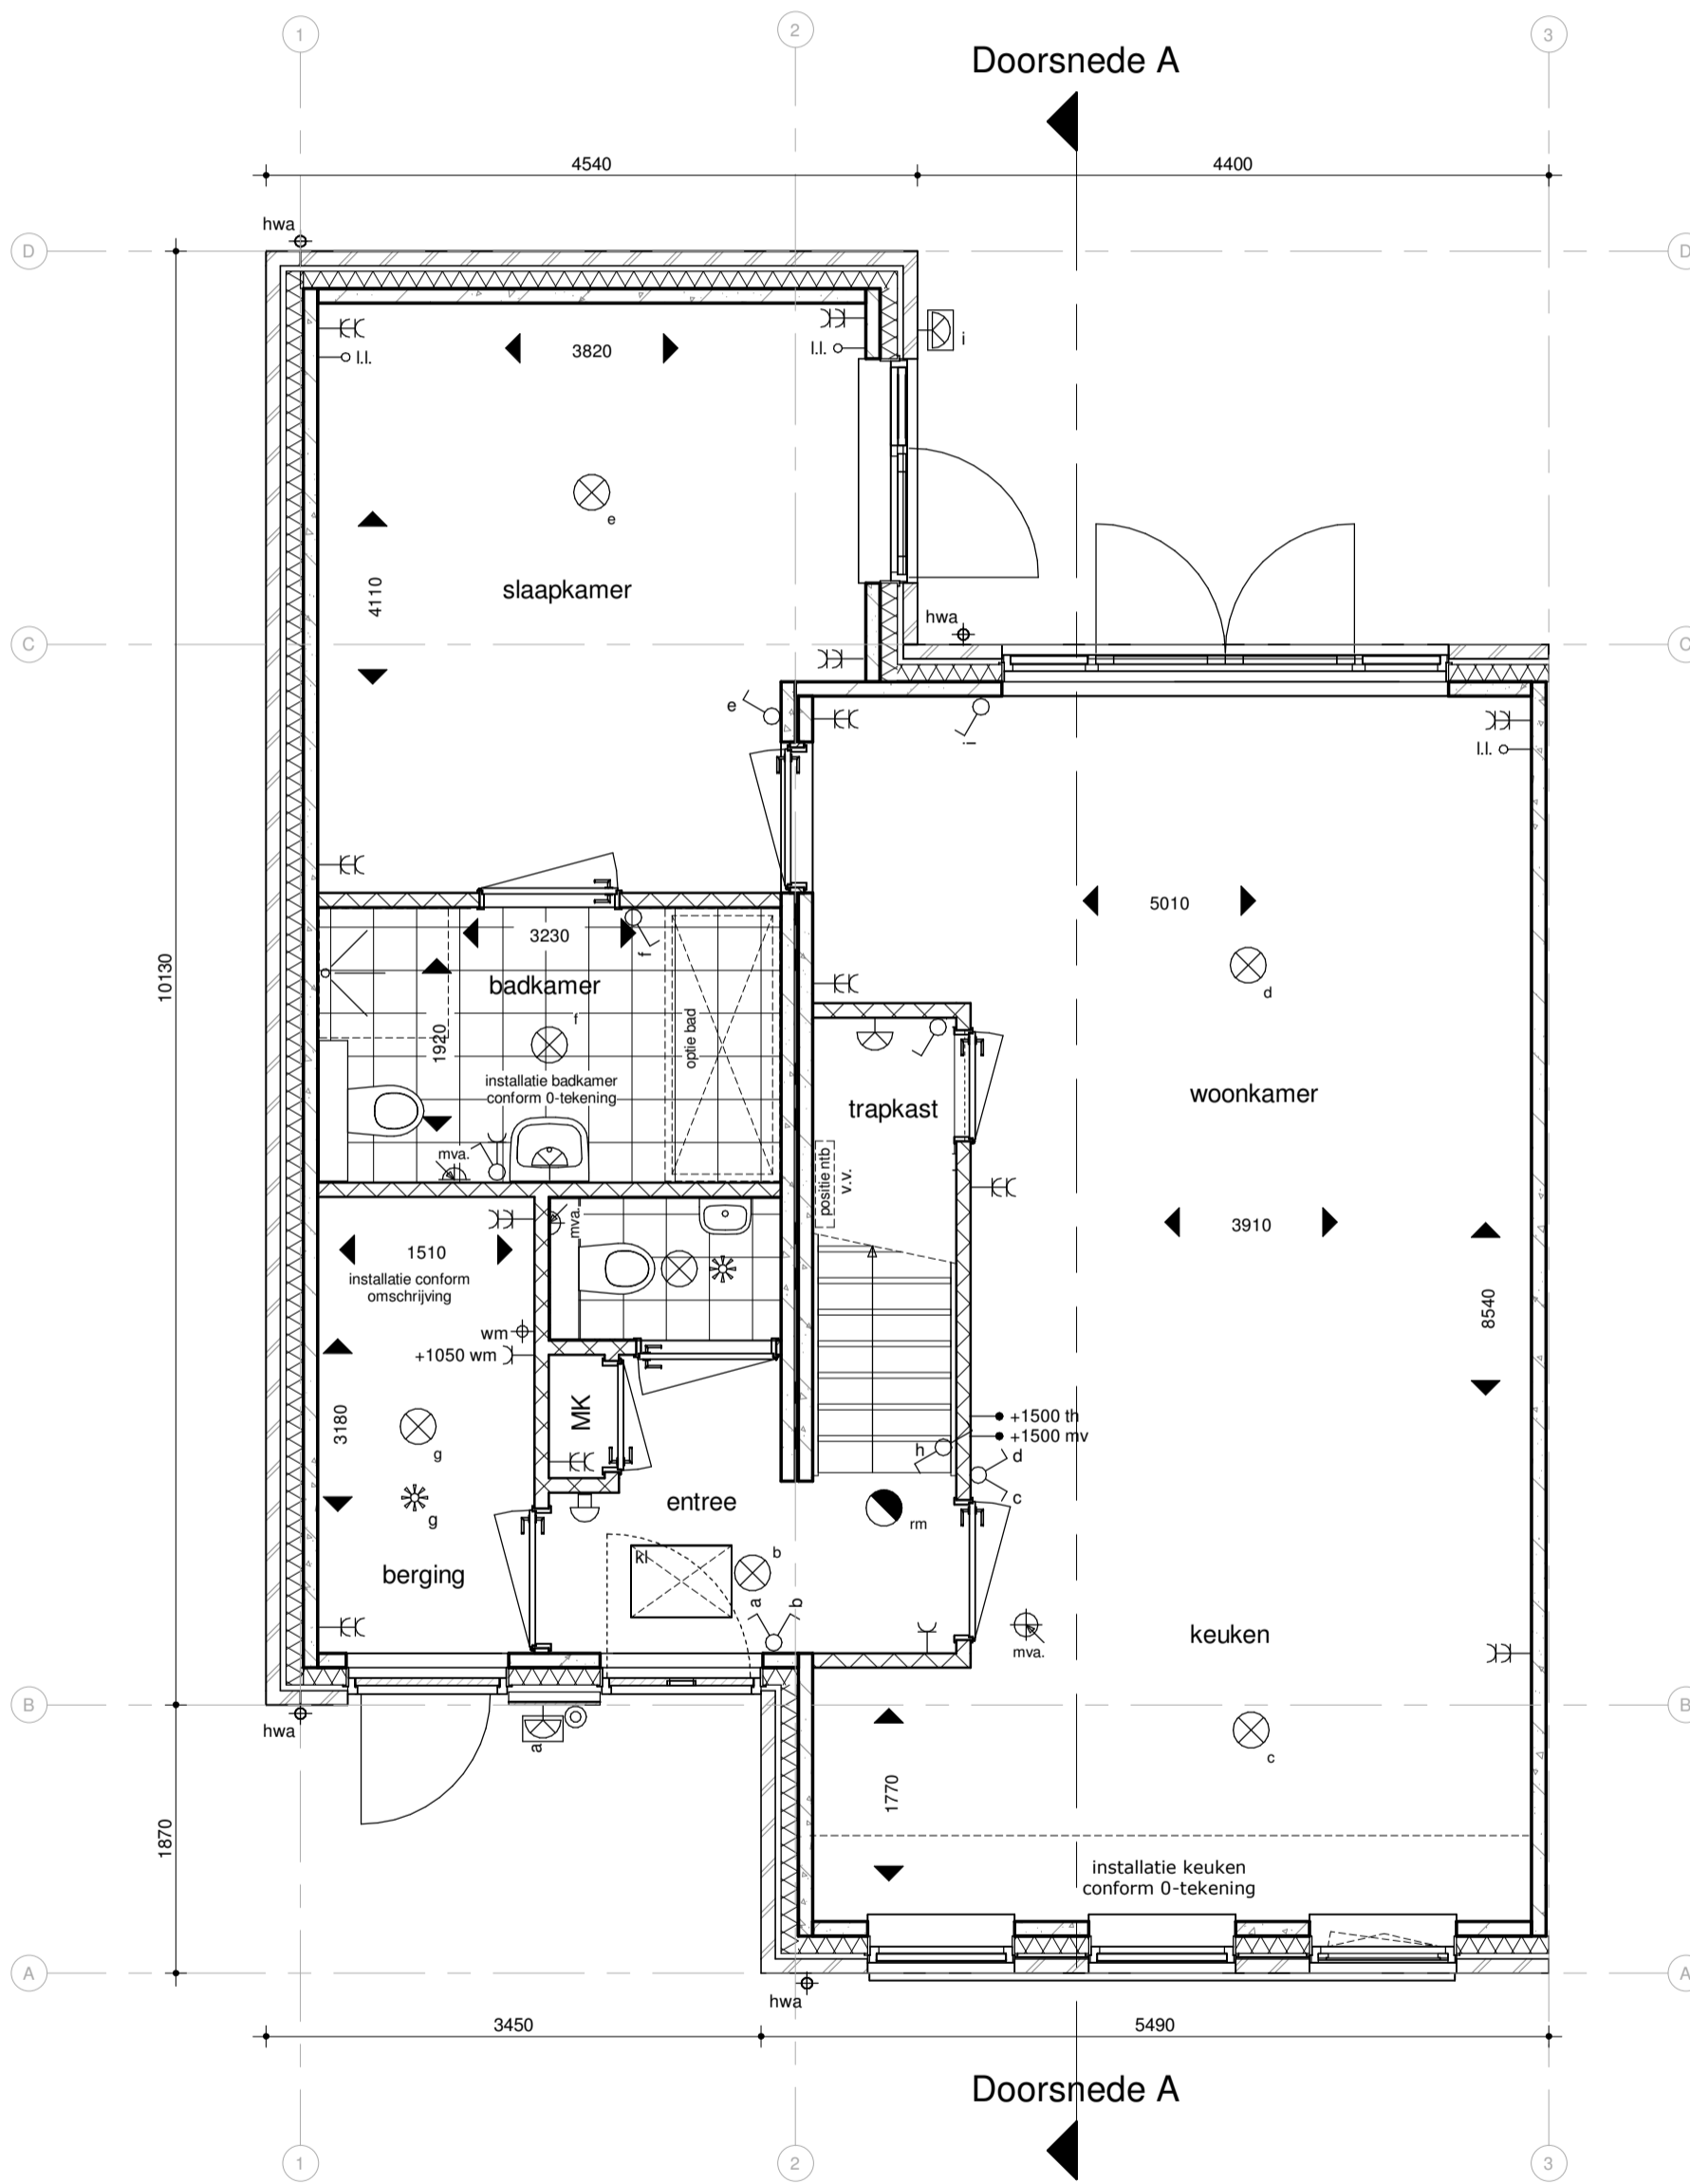 1
2
3
Doorsnede A
4540
4400
hwa
D
D
i
3820
l.l.
l.l.
e
4110
slaapkamer
hwa
C
C
e
i
l.l.
5010
3230
f
badkamer
d
10130
f
1920
optie bad
installatie badkamer
conform 0-tekening
woonkamer
trapkast
mva.
positie ntb
v.v.
mva.
3910
1510
installatie conform
omschrijving
8540
wm
+1050 wm
3180
MK
+1500 th
+1500 mv
g
h
d
c
entree
g
rm
kl
b
berging
a
b
keuken
mva.
B
B
hwa
a
c
1770
1870
installatie keuken
conform 0-tekening
A
A
hwa
3450
5490
Doorsnede A
1
2
3